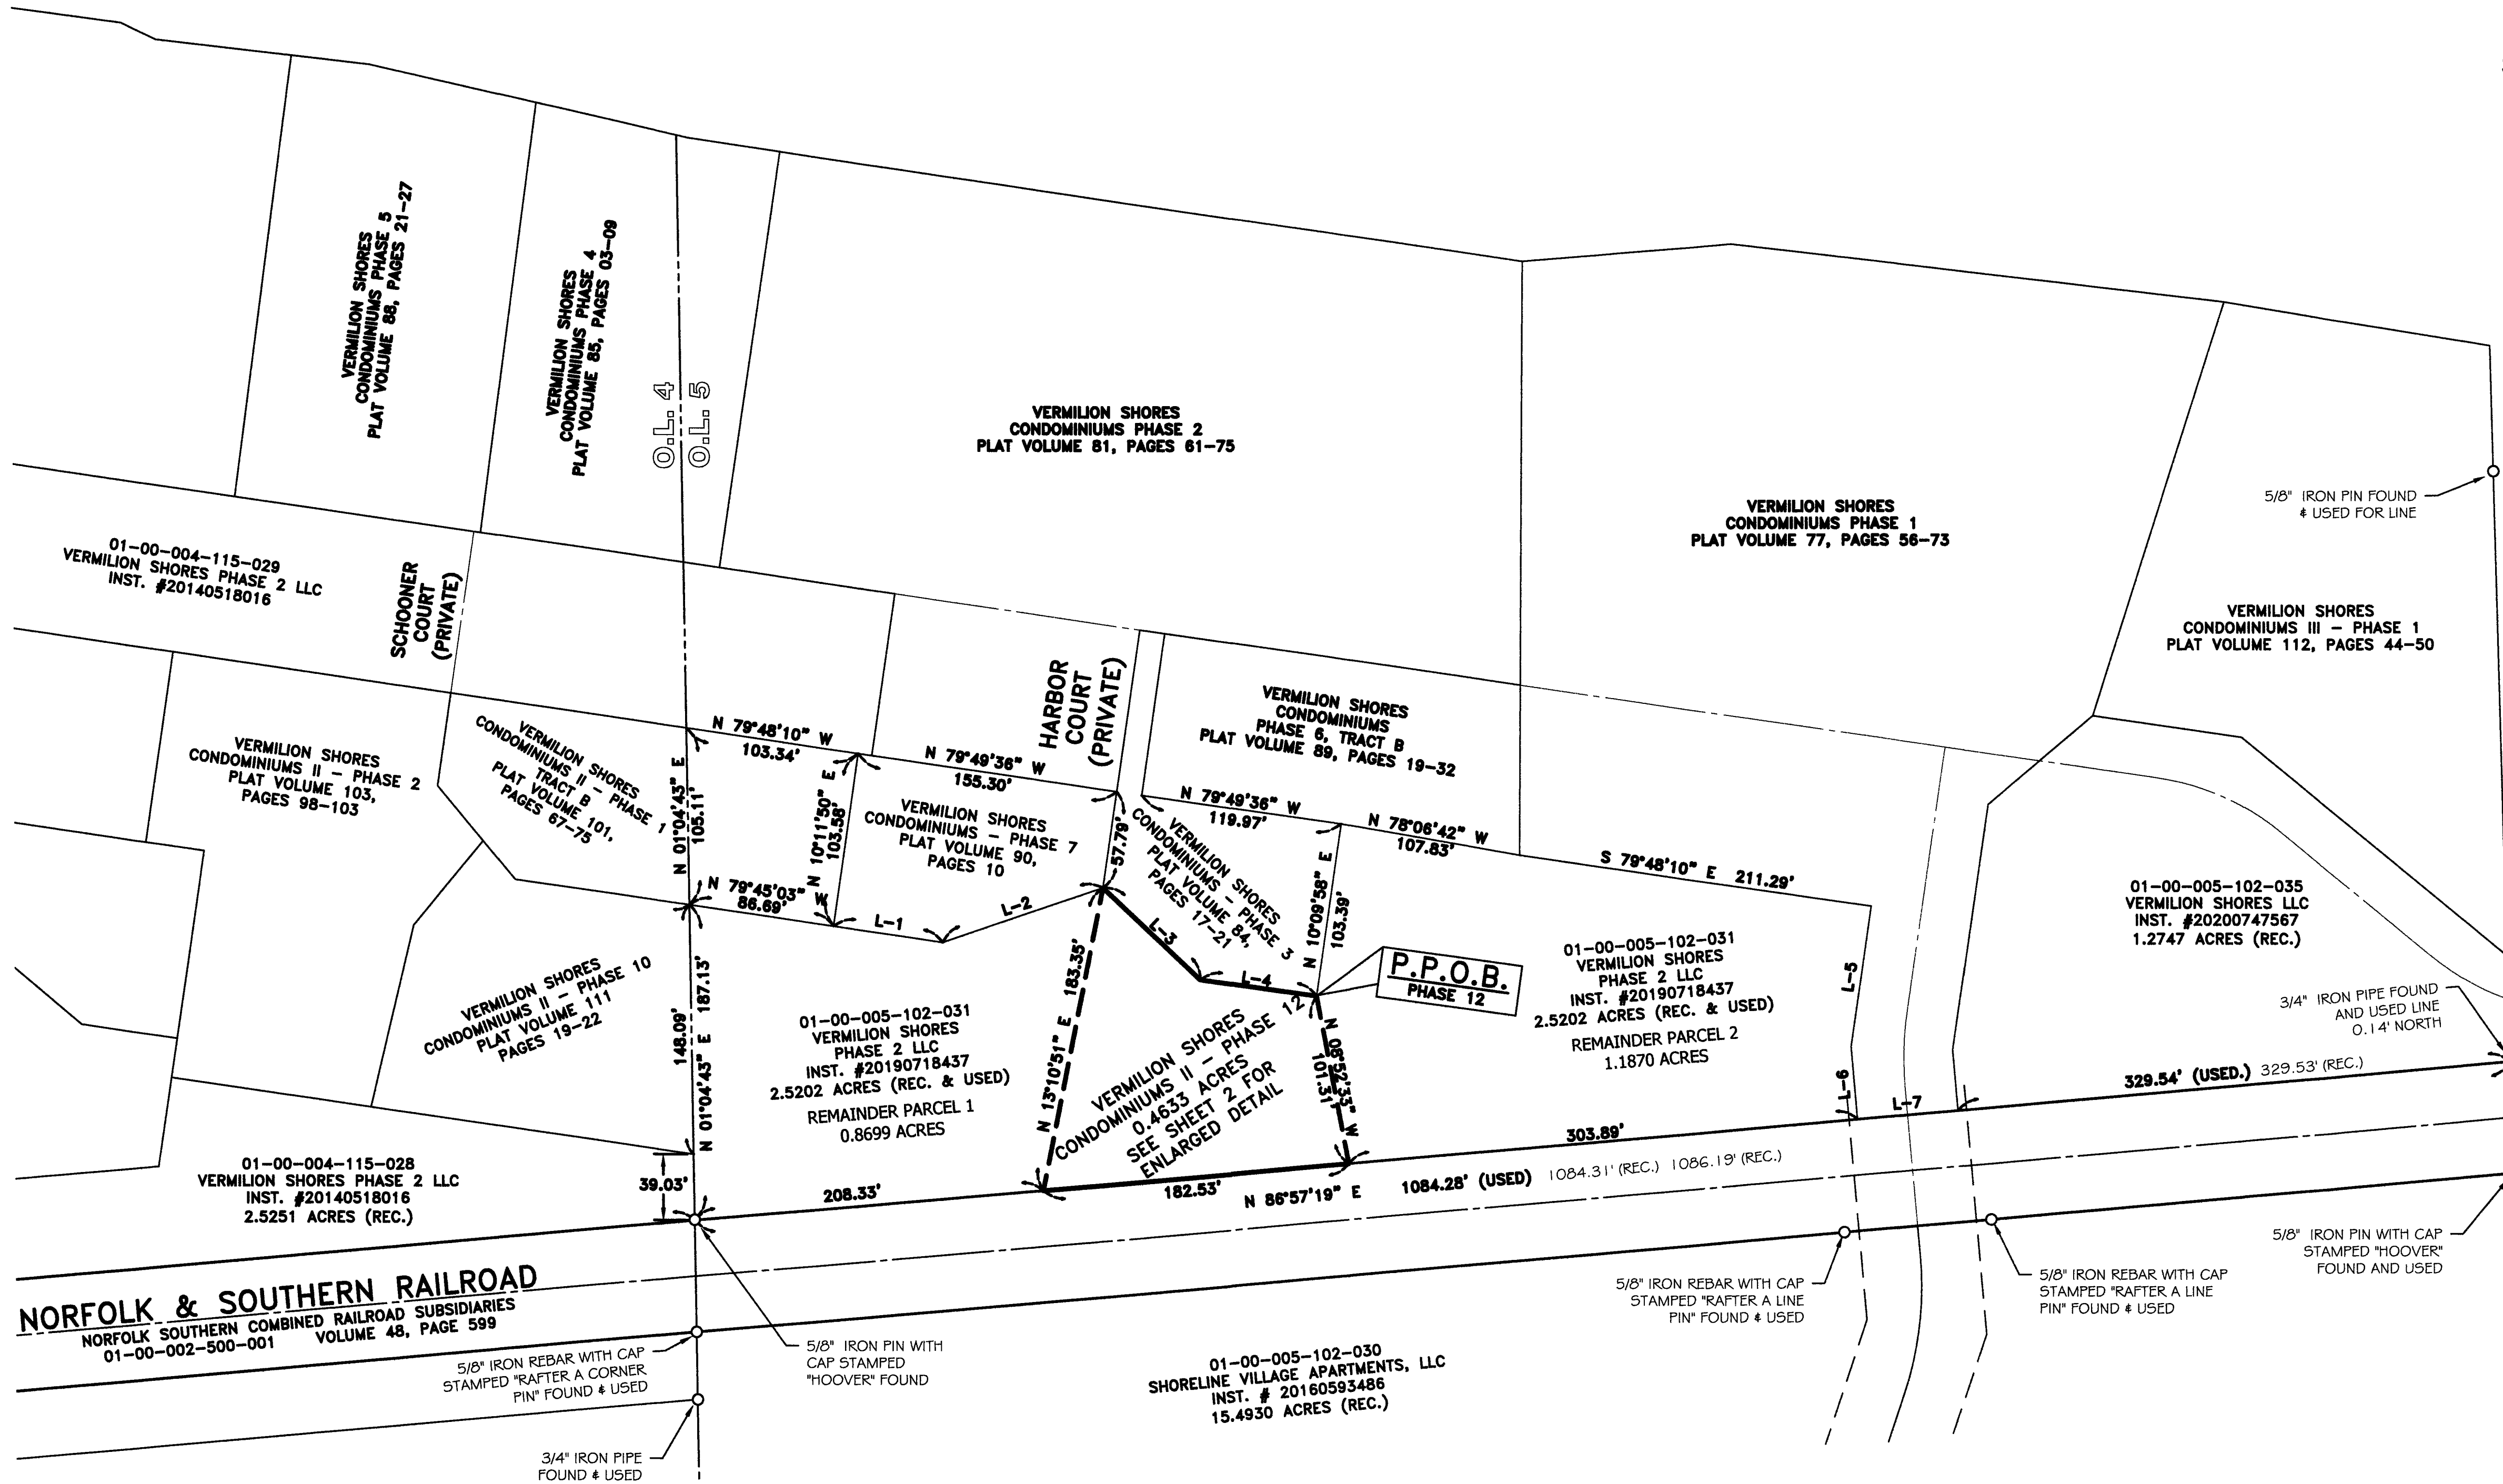 VERMILION SHORES
CONDOMINIUMS PHASE 5
PLAT VOLUME 88, PAGES 21-27
VERMILION SHORES
CONDOMINIUMS PHASE 4
PLAT VOLUME 85, PAGES 03-09
O.L. 4
O.L. 5
VERMILION SHORES
CONDOMINIUMS PHASE 2
PLAT VOLUME 81, PAGES 61-75
VERMILION SHORES
CONDOMINIUMS PHASE 1
PLAT VOLUME 77, PAGES 56-73
5/8" IRON PIN FOUND
& USED FOR LINE
VERMILION SHORES
CONDOMINIUMS III - PHASE 1
PLAT VOLUME 112, PAGES 44-50
01-00-004-115-029
VERMILION SHORES PHASE 2 LLC
INST. #20140518016
SCHOONER
COURT
(PRIVATE)
HARBOR
COURT
(PRIVATE)
VERMILION SHORES
CONDOMINIUMS
PHASE 6, TRACT B
PLAT VOLUME 89, PAGES 19-32
VERMILION SHORES
CONDOMINIUMS II - PHASE 2
PLAT VOLUME 103,
PAGES 98-103
VERMILION SHORES
CONDOMINIUMS II - PHASE 1
TRACT B
PLAT VOLUME 101,
PAGES 67-75
N 79°48'10" W
103.34'
N 01°04'43" E
105.11'
N 10°11'50" E
103.58'
N 79°49'36" W
155.30'
VERMILION SHORES
CONDOMINIUMS - PHASE 7
PLAT VOLUME 90,
PAGES 10
57.79'
N 79°49'36" W
119.97'
N 78°06'42" W
107.83'
S 79°48'10" E 211.29'
VERMILION SHORES
CONDOMINIUMS - PHASE 3
PLAT VOLUME 84,
PAGES 17-21
N 10°09'58" E
103.39'
N 79°45'03" W
86.69'
L-1
L-2
L-3
L-4
L-5
L-6
L-7
P.P.O.B.
PHASE 12
01-00-005-102-031
VERMILION SHORES
PHASE 2 LLC
INST. #20190718437
2.5202 ACRES (REC. & USED)
REMAINDER PARCEL 2
1.1870 ACRES
01-00-005-102-035
VERMILION SHORES LLC
INST. #20200747567
1.2747 ACRES (REC.)
3/4" IRON PIPE FOUND
AND USED LINE
0.14' NORTH
VERMILION SHORES
CONDOMINIUMS II - PHASE 10
PLAT VOLUME 111
PAGES 19-22
148.09'
N 01°04'43" E 187.13'
01-00-005-102-031
VERMILION SHORES
PHASE 2 LLC
INST. #20190718437
2.5202 ACRES (REC. & USED)
REMAINDER PARCEL 1
0.8699 ACRES
N 13°10'51" E 183.35'
VERMILION SHORES
CONDOMINIUMS II - PHASE 12
0.4633 ACRES
SEE SHEET 2 FOR
ENLARGED DETAIL
N 06°52'33" W
101.31'
329.54' (USED.) 329.53' (REC.)
01-00-004-115-028
VERMILION SHORES PHASE 2 LLC
INST. #20140518016
2.5251 ACRES (REC.)
39.03'
208.33'
182.53'
303.89'
N 86°57'19" E 1084.28' (USED) 1084.31' (REC.) 1086.19' (REC.)
NORFOLK & SOUTHERN RAILROAD
NORFOLK SOUTHERN COMBINED RAILROAD SUBSIDIARIES
01-00-002-500-001 VOLUME 48, PAGE 599
5/8" IRON REBAR WITH CAP
STAMPED "RAFTER A CORNER
PIN" FOUND & USED
5/8" IRON PIN WITH
CAP STAMPED
"HOOVER" FOUND
3/4" IRON PIPE
FOUND & USED
01-00-005-102-030
SHORELINE VILLAGE APARTMENTS, LLC
INST. # 20160593486
15.4930 ACRES (REC.)
5/8" IRON REBAR WITH CAP
STAMPED "RAFTER A LINE
PIN" FOUND & USED
5/8" IRON REBAR WITH CAP
STAMPED "RAFTER A LINE
PIN" FOUND & USED
5/8" IRON PIN WITH CAP
STAMPED "HOOVER"
FOUND AND USED